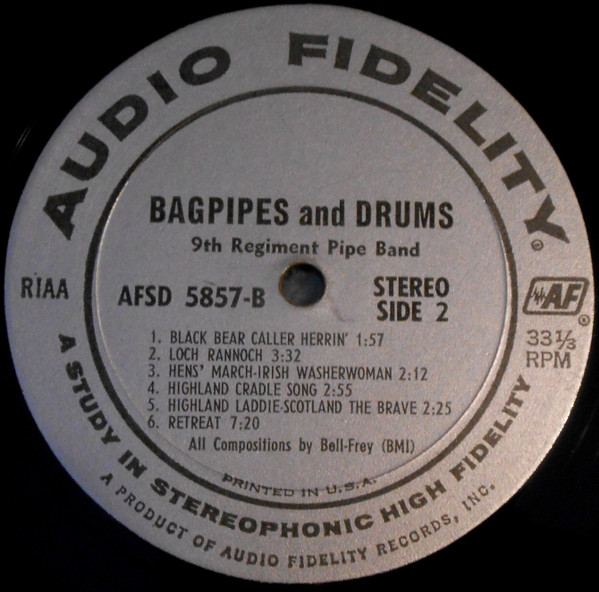 AUDIO FIDELITY®
BAGPIPES and DRUMS
9th Regiment Pipe Band
RIAA
AFSD 5857-B
STEREO
SIDE 2
AF®
33⅓
RPM
1. BLACK BEAR CALLER HERRIN' 1:57
2. LOCH RANNOCH 3:32
3. HENS' MARCH-IRISH WASHERWOMAN 2:12
4. HIGHLAND CRADLE SONG 2:55
5. HIGHLAND LADDIE-SCOTLAND THE BRAVE 2:25
6. RETREAT 7:20
All Compositions by Bell-Frey (BMI)
PRINTED IN U.S.A.
A STUDY IN STEREOPHONIC HIGH FIDELITY
A PRODUCT OF AUDIO FIDELITY RECORDS, INC.